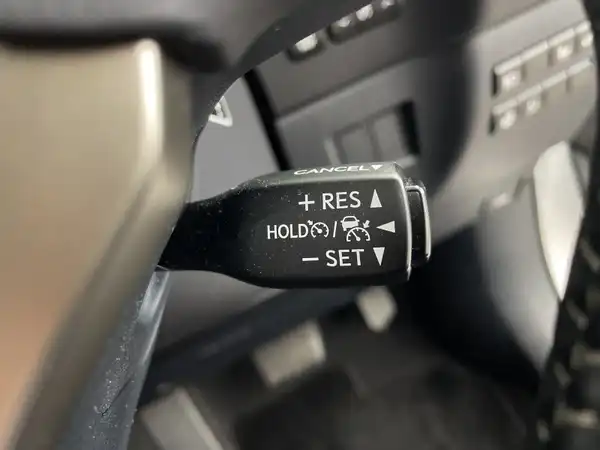 CANCEL▼
+ RES ▲
HOLD / ◀
− SET ▼